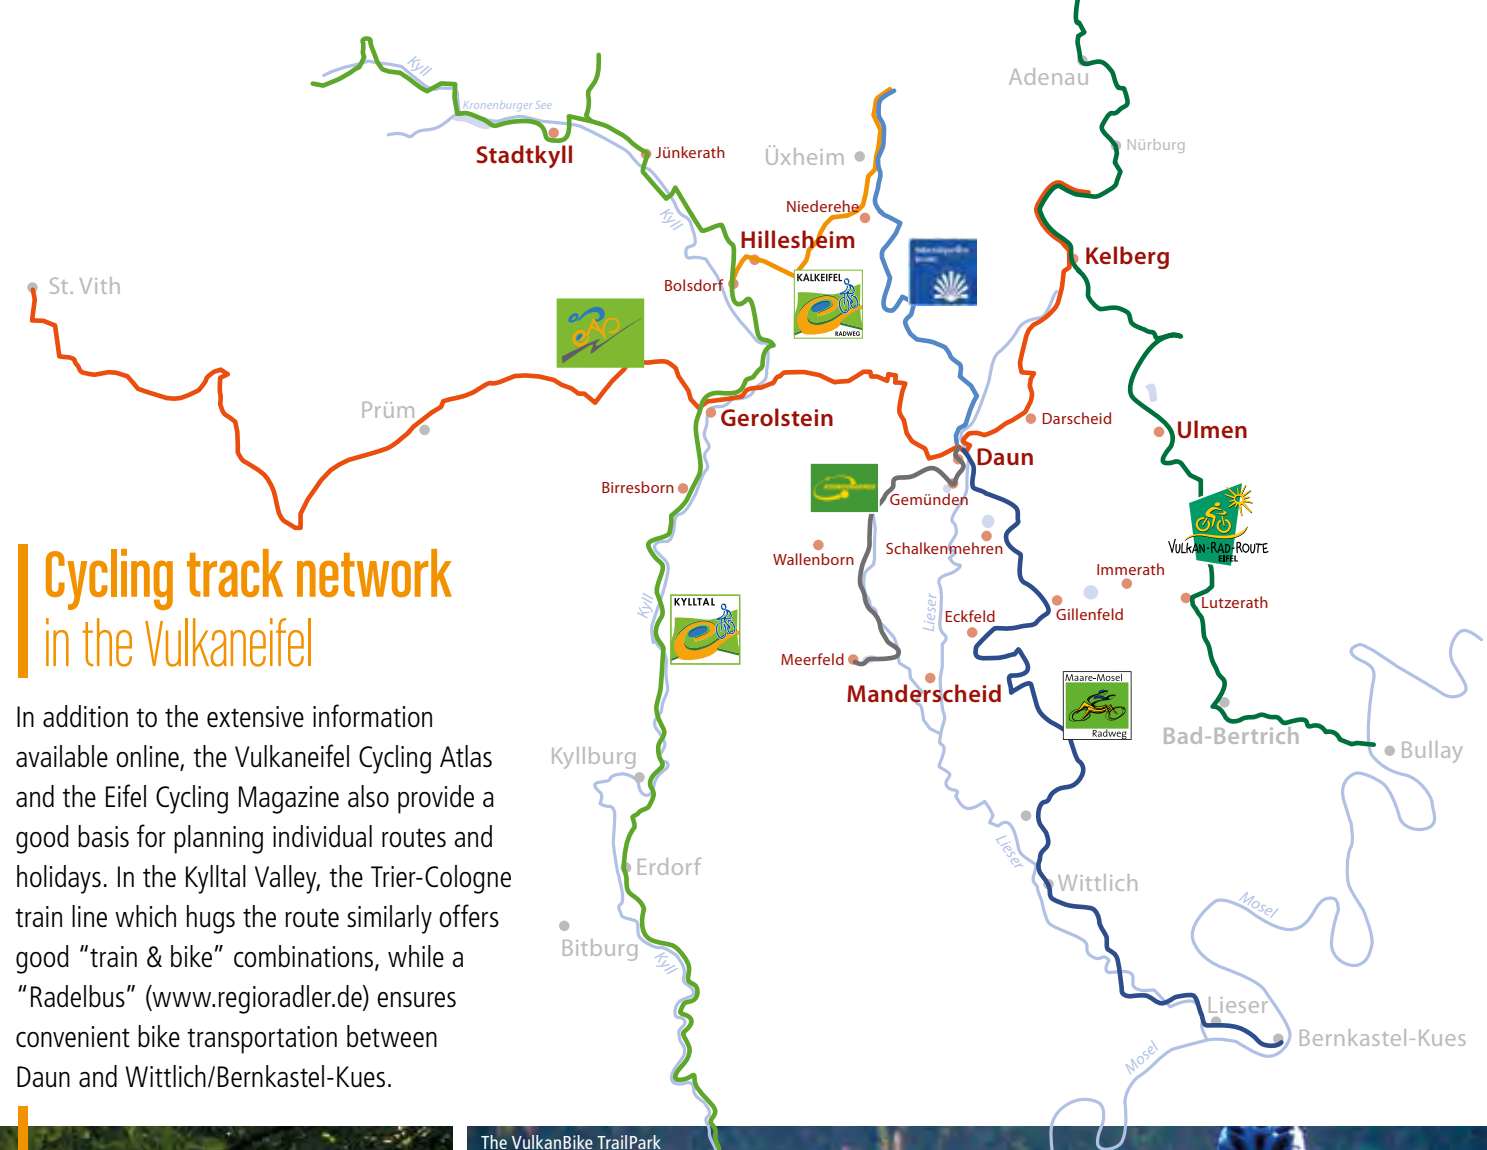 Kyll
Kronenburger See
Stadtkyll
Jünkerath
Üxheim
Adenau
Nürburg
Niederehe
Kyll
Hillesheim
Kelberg
Bolsdorf
KALKEIFEL
RADWEG
St. Vith
Prüm
Gerolstein
Darscheid
Ulmen
Daun
Birresborn
Gemünden
Wallenborn
Schalkenmehren
VULKAN-RAD-ROUTE
EIFEL
Immerath
Lutzerath
Gillenfeld
Eckfeld
Lieser
Kyll
KYLLTAL
Meerfeld
Manderscheid
Maare-Mosel
Radweg
Bad-Bertrich
Bullay
Kyllburg
Erdorf
Lieser
Wittlich
Mosel
Bitburg
Kyll
Lieser
Bernkastel-Kues
Mosel
Cycling track network
in the Vulkaneifel
In addition to the extensive information
available online, the Vulkaneifel Cycling Atlas
and the Eifel Cycling Magazine also provide a
good basis for planning individual routes and
holidays. In the Kylltal Valley, the Trier-Cologne
train line which hugs the route similarly offers
good “train & bike” combinations, while a
“Radelbus” (www.regioradler.de) ensures
convenient bike transportation between
Daun and Wittlich/Bernkastel-Kues.
The VulkanBike TrailPark